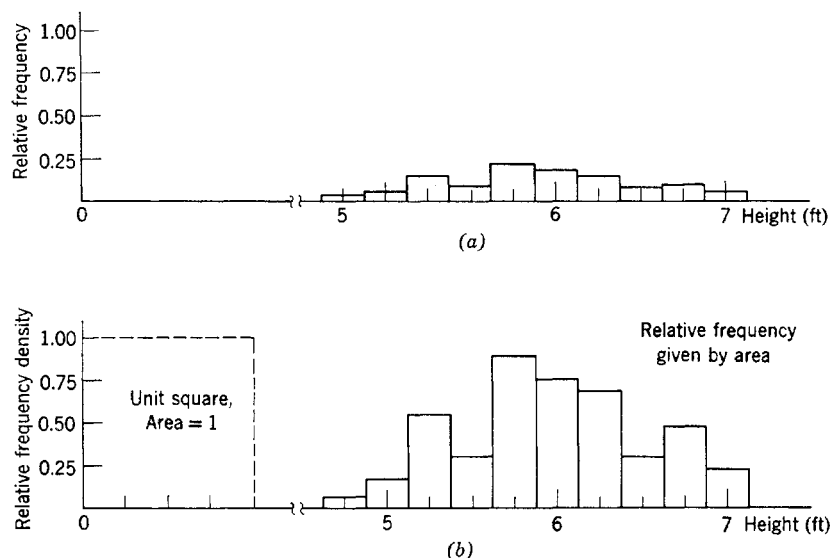 Relative frequency
1.00
0.75
0.50
0.25
0
5
6
7
Height (ft)
(a)
Relative frequency density
1.00
0.75
0.50
0.25
Unit square,
Area = 1
Relative frequency
given by area
0
5
6
7
Height (ft)
(b)